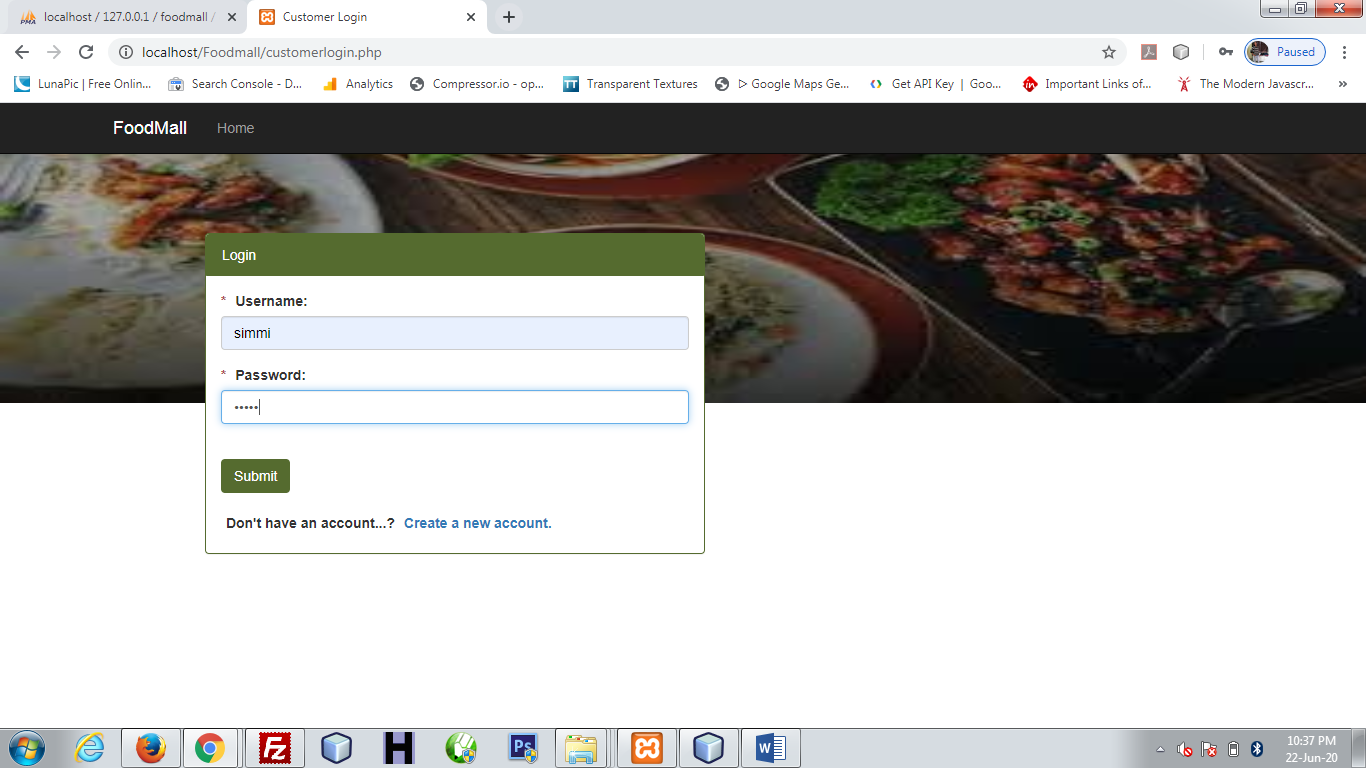 localhost / 127.0.0.1 / foodmall /
Customer Login
localhost/Foodmall/customerlogin.php
Paused
LunaPic | Free Onlin...
Search Console - D...
Analytics
Compressor.io - op...
Transparent Textures
Google Maps Ge...
Get API Key | Goo...
Important Links of...
The Modern Javascr...
FoodMall
Home
Login
* Username:
simmi
* Password:
•••••
Submit
Don't have an account...? Create a new account.
10:37 PM
22-Jun-20